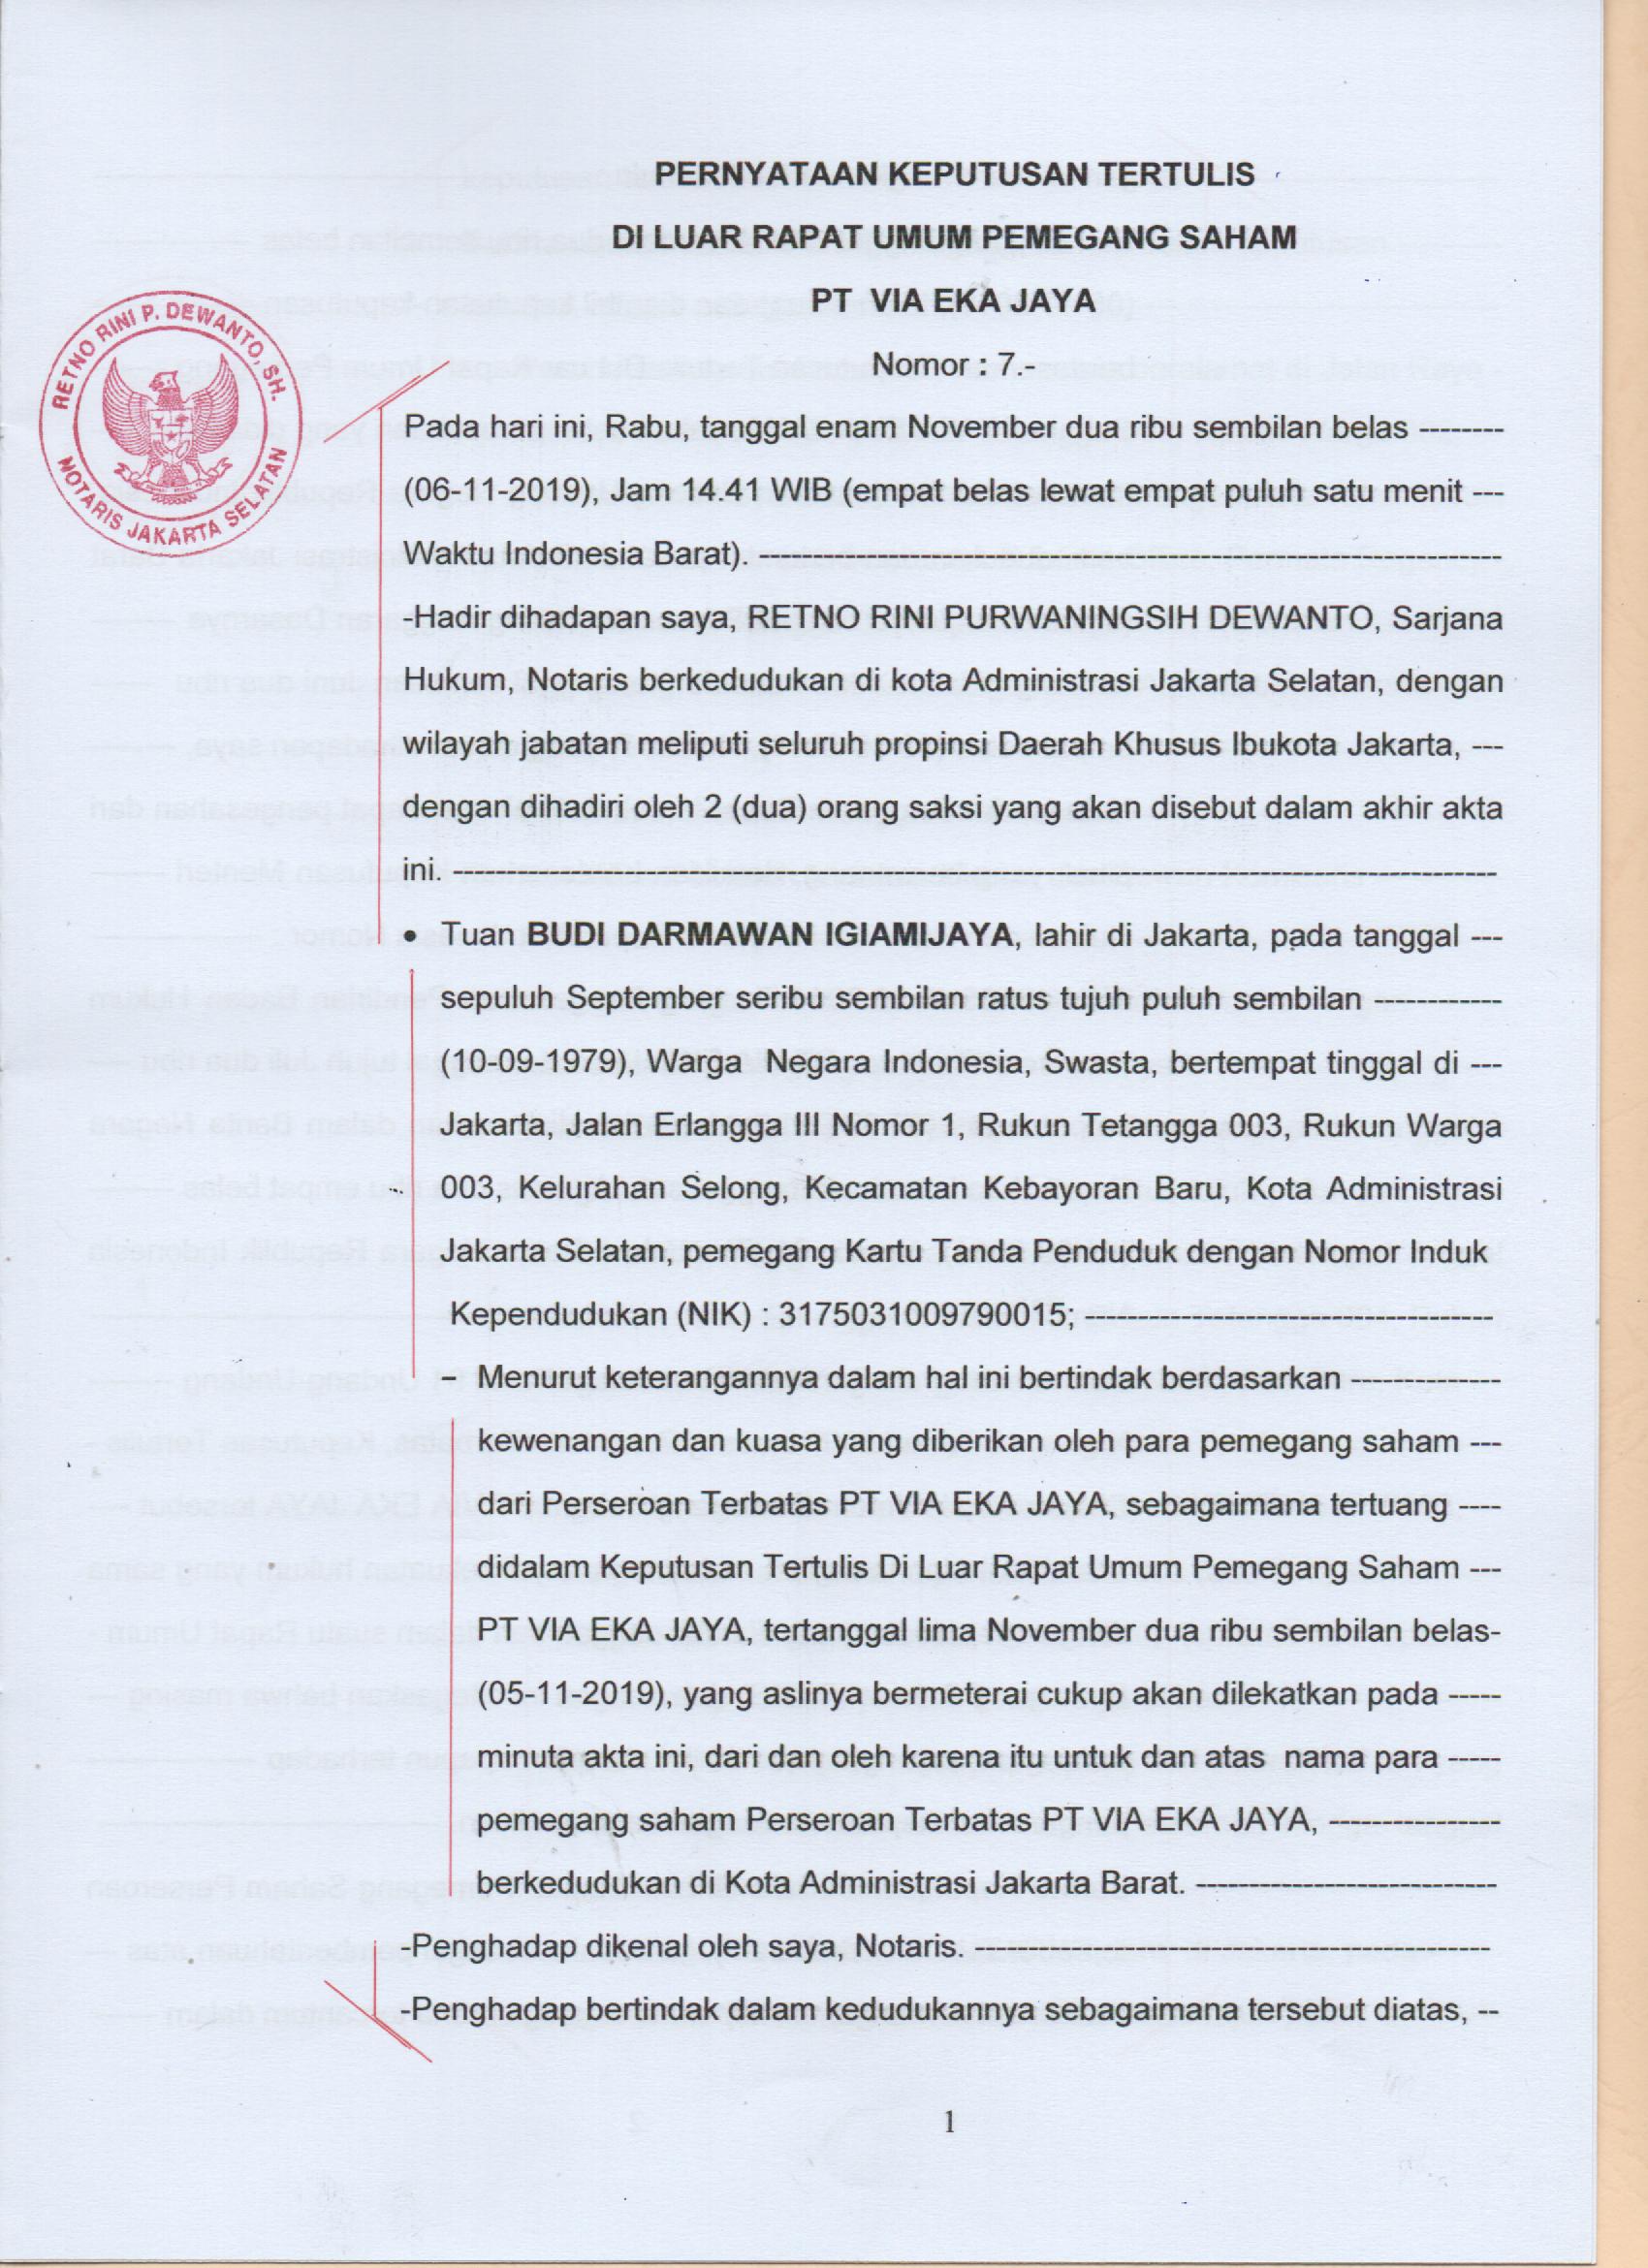 PERNYATAAN KEPUTUSAN TERTULIS
DI LUAR RAPAT UMUM PEMEGANG SAHAM
PT VIA EKA JAYA
Nomor : 7.-
RETNO RINI P. DEWANTO, SH.
NOTARIS JAKARTA SELATAN
Pada hari ini, Rabu, tanggal enam November dua ribu sembilan belas --------
(06-11-2019), Jam 14.41 WIB (empat belas lewat empat puluh satu menit ---
Waktu Indonesia Barat). ------------------------------------------------------------------------
-Hadir dihadapan saya, RETNO RINI PURWANINGSIH DEWANTO, Sarjana
Hukum, Notaris berkedudukan di kota Administrasi Jakarta Selatan, dengan
wilayah jabatan meliputi seluruh propinsi Daerah Khusus Ibukota Jakarta, ---
dengan dihadiri oleh 2 (dua) orang saksi yang akan disebut dalam akhir akta
ini. ----------------------------------------------------------------------------------------------------
• Tuan BUDI DARMAWAN IGIAMIJAYA, lahir di Jakarta, pada tanggal ---
sepuluh September seribu sembilan ratus tujuh puluh sembilan ------------
(10-09-1979), Warga Negara Indonesia, Swasta, bertempat tinggal di ---
Jakarta, Jalan Erlangga III Nomor 1, Rukun Tetangga 003, Rukun Warga
003, Kelurahan Selong, Kecamatan Kebayoran Baru, Kota Administrasi
Jakarta Selatan, pemegang Kartu Tanda Penduduk dengan Nomor Induk
Kependudukan (NIK) : 3175031009790015; ---------------------------------------
– Menurut keterangannya dalam hal ini bertindak berdasarkan ---------------
kewenangan dan kuasa yang diberikan oleh para pemegang saham ---
dari Perseroan Terbatas PT VIA EKA JAYA, sebagaimana tertuang ----
didalam Keputusan Tertulis Di Luar Rapat Umum Pemegang Saham ---
PT VIA EKA JAYA, tertanggal lima November dua ribu sembilan belas-
(05-11-2019), yang aslinya bermeterai cukup akan dilekatkan pada -----
minuta akta ini, dari dan oleh karena itu untuk dan atas nama para -----
pemegang saham Perseroan Terbatas PT VIA EKA JAYA, -----------------
berkedudukan di Kota Administrasi Jakarta Barat. -----------------------------
-Penghadap dikenal oleh saya, Notaris. --------------------------------------------------
-Penghadap bertindak dalam kedudukannya sebagaimana tersebut diatas, --
1